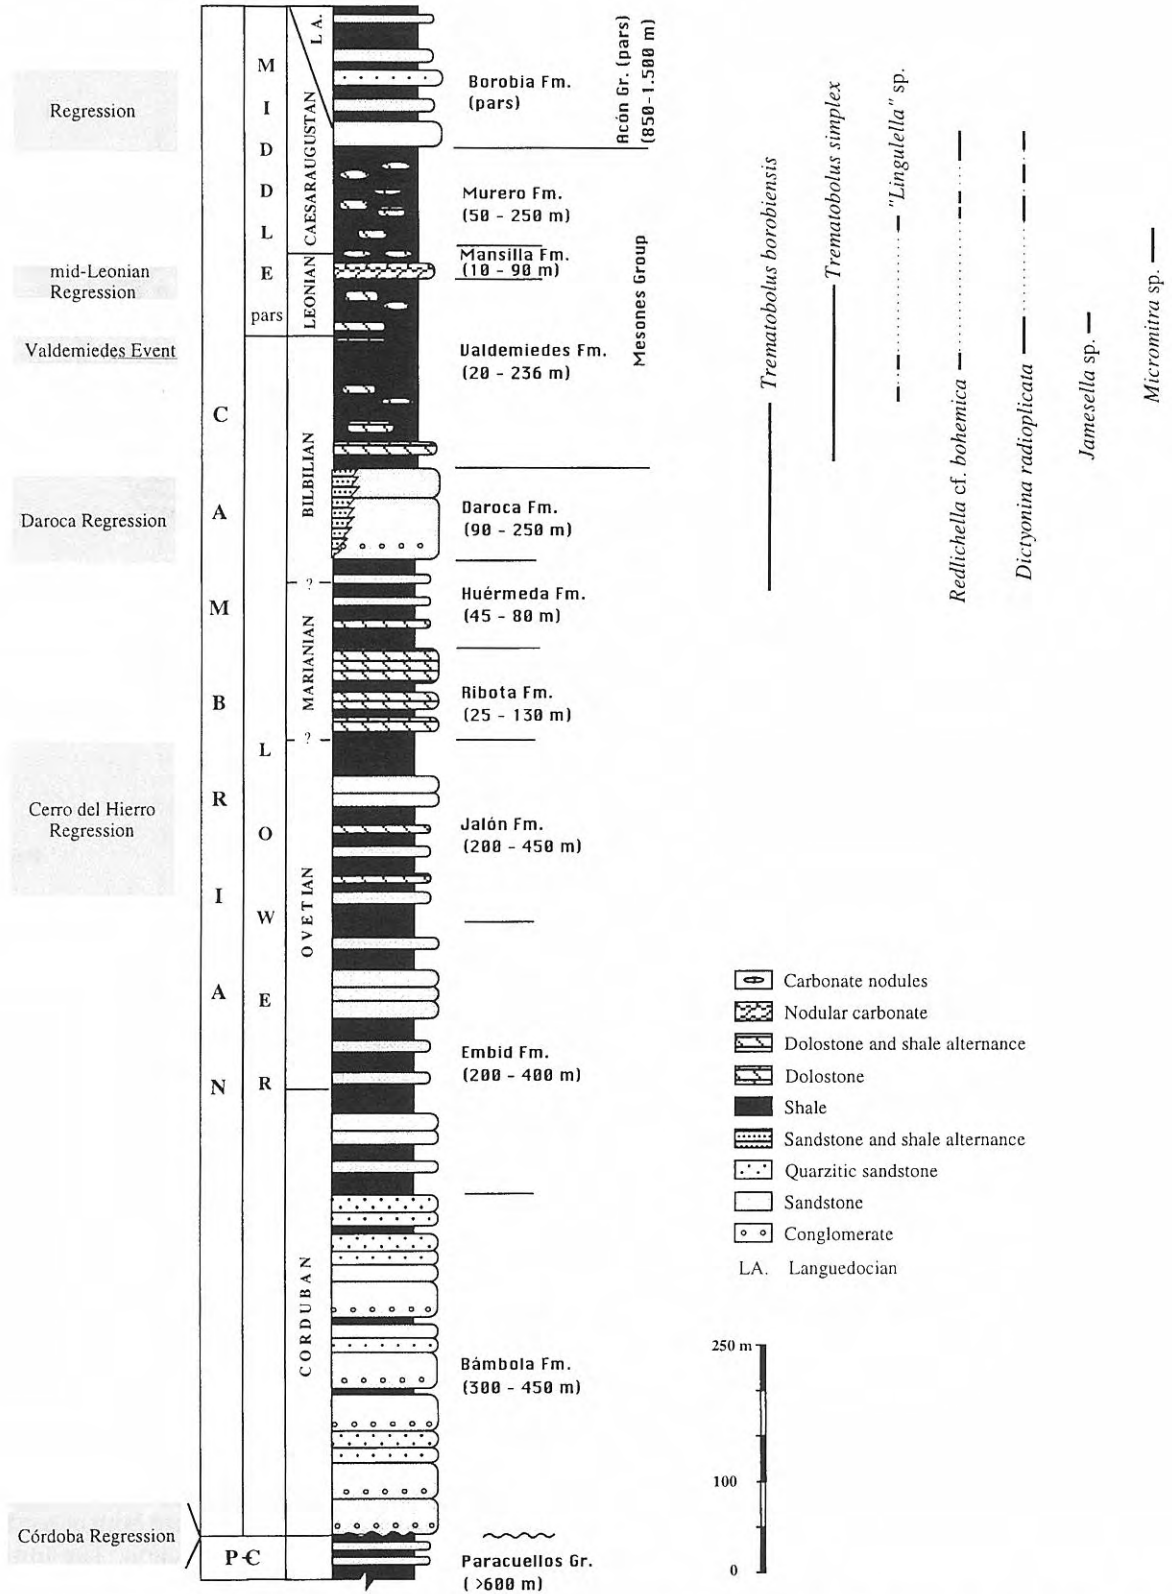 Regression
mid-Leonian
Regression
Valdemiedes Event
Daroca Regression
Cerro del Hierro
Regression
Córdoba Regression
C A M B R I A N
P-Є
M I D D L E
pars
L O W E R
L A.
CAESARAUGUSTAN
LEONIAN
BILBILIAN
?
MARIANIAN
?
OVETIAN
CORDUBAN
Borobia Fm.
(pars)
Murero Fm.
(50 - 250 m)
Mansilla Fm.
(10 - 90 m)
Valdemiedes Fm.
(20 - 236 m)
Daroca Fm.
(90 - 250 m)
Huérmeda Fm.
(45 - 80 m)
Ribota Fm.
(25 - 130 m)
Jalón Fm.
(200 - 450 m)
Embid Fm.
(200 - 400 m)
Bámbola Fm.
(300 - 450 m)
Paracuellos Gr.
( >600 m)
Acón Gr. (pars)
(850-1.500 m)
Mesones Group
Trematobolus borobiensis
Trematobolus simplex
"Lingulella" sp.
Redlichella cf. bohemica
Dictyonina radioplicata
Jamesella sp.
Micromitra sp.
Carbonate nodules
Nodular carbonate
Dolostone and shale alternance
Dolostone
Shale
Sandstone and shale alternance
Quarzitic sandstone
Sandstone
Conglomerate
LA. Languedocian
250 m
100
0